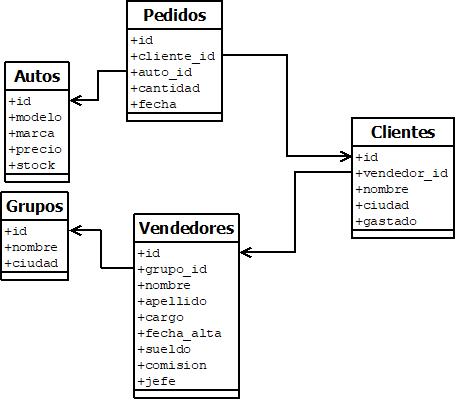 Pedidos
+id
+cliente_id
+auto_id
+cantidad
+fecha
Autos
+id
+modelo
+marca
+precio
+stock
Clientes
+id
+vendedor_id
+nombre
+ciudad
+gastado
Grupos
+id
+nombre
+ciudad
Vendedores
+id
+grupo_id
+nombre
+apellido
+cargo
+fecha_alta
+sueldo
+comision
+jefe